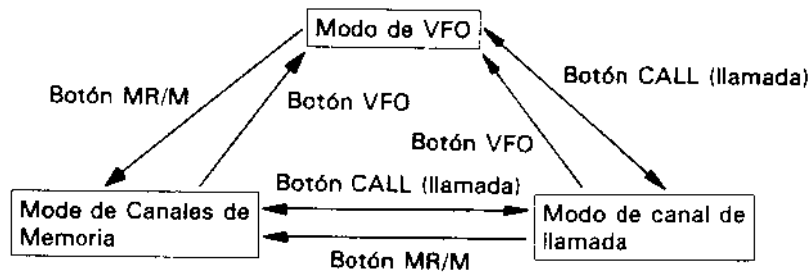 Modo de VFO
Botón CALL (llamada)
Botón MR/M
Botón VFO
Botón VFO
Botón CALL (llamada)
Mode de Canales de
Memoria
Modo de canal de
llamada
Botón MR/M